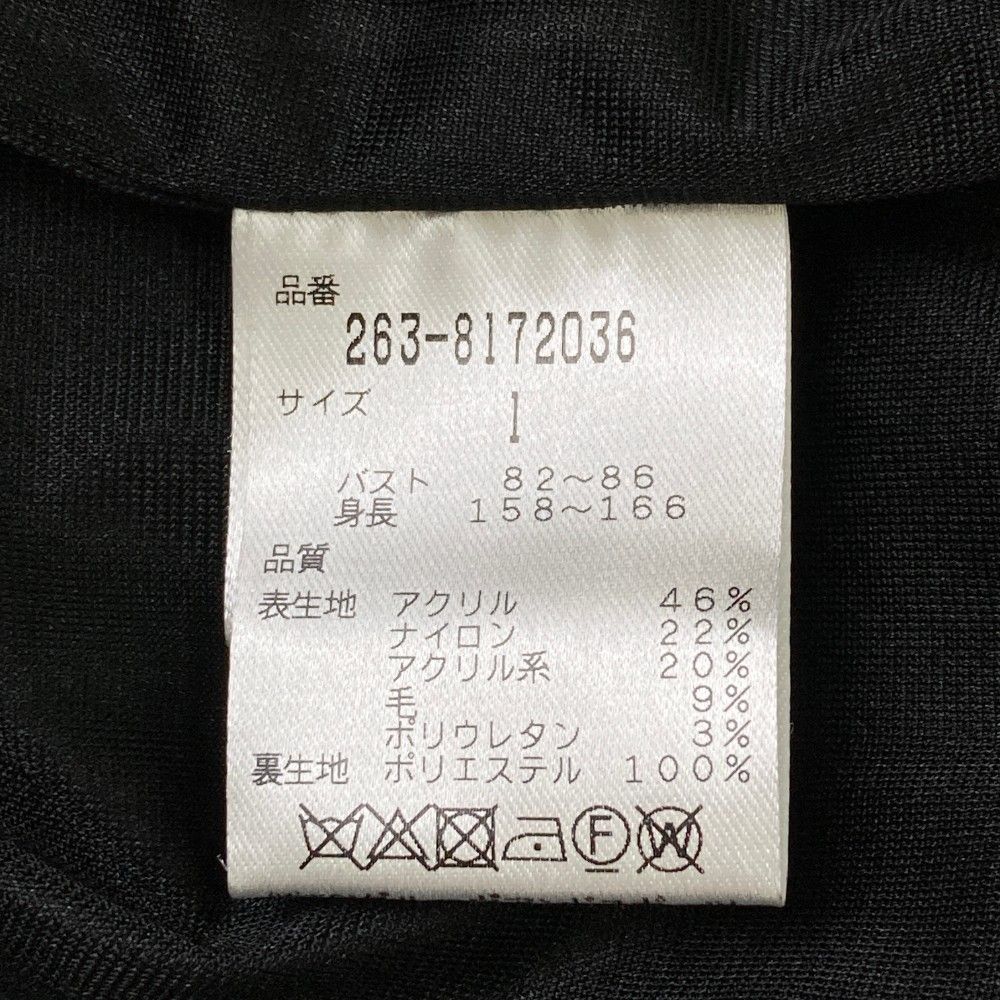 品番
263-8172036
サイズ 1
バスト 82～86
身長 158～166
品質
表生地 アクリル 46%
ナイロン 22%
アクリル系 20%
毛 9%
ポリウレタン 3%
裏生地 ポリエステル 100%
F W